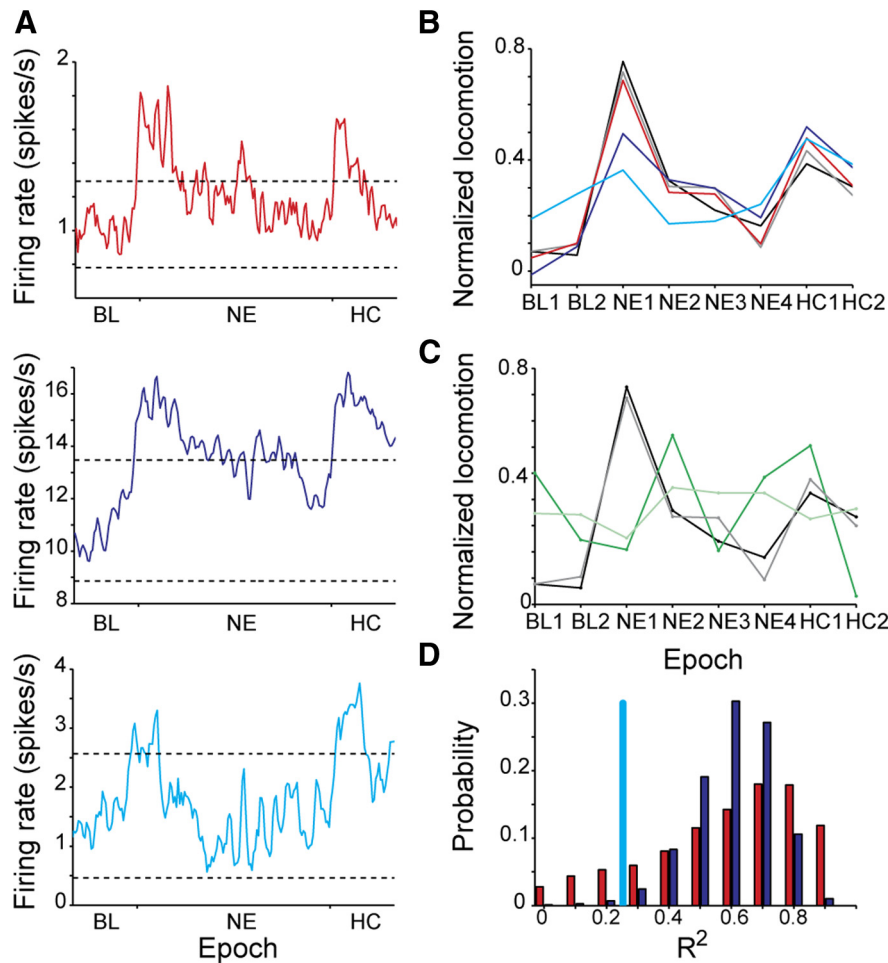 A
Firing rate (spikes/s)
2
1
BL NE HC
Firing rate (spikes/s)
16
14
12
10
8
BL NE HC
Firing rate (spikes/s)
4
3
2
1
0
BL NE HC
Epoch
B
Normalized locomotion
0.8
0.4
0
BL1 BL2 NE1 NE2 NE3 NE4 HC1 HC2
C
Normalized locomotion
0.8
0.4
0
BL1 BL2 NE1 NE2 NE3 NE4 HC1 HC2
Epoch
D
Probability
0.3
0.1
0
0 0.2 0.4 0.6 0.8
R²